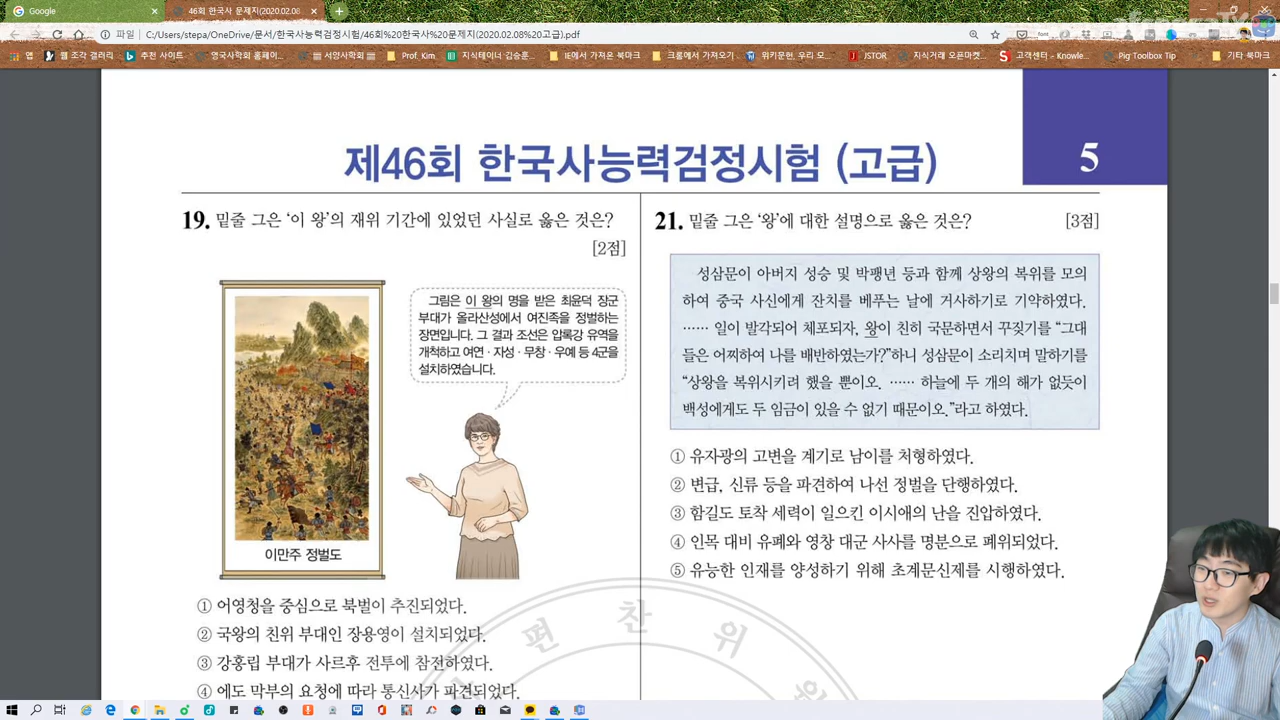 Google
46회 한국사 문제지(2020.02.08
파일
C:/Users/stepa/OneDrive/문서/한국사능력검정시험/46회%20한국사%20문제지(2020.02.08%20고급).pdf
앱
웹 조각 갤러리
추천 사이트
영국사학회 홈페이...
== 서양사학회 ==
Prof_Kim
지식테이너 김승훈...
IE에서 가져온 북마크
크롬에서 가져오기
위키문헌, 우리 모...
JSTOR
지식거래 오픈마켓...
고객센터 – Knowle...
Pig Toolbox Tip
기타 북마크
제46회 한국사능력검정시험 (고급)
5
19. 밑줄 그은 '이 왕'의 재위 기간에 있었던 사실로 옳은 것은?
[2점]
그림은 이 왕의 명을 받은 최윤덕 장군
부대가 올라산성에서 여진족을 정벌하는
장면입니다. 그 결과 조선은 압록강 유역을
개척하고 여연·자성·무창·우예 등 4군을
설치하였습니다.
이만주 정벌도
① 어영청을 중심으로 북벌이 추진되었다.
② 국왕의 친위 부대인 장용영이 설치되었다.
③ 강홍립 부대가 사르후 전투에 참전하였다.
④ 에도 막부의 요청에 따라 통신사가 파견되었다.
21. 밑줄 그은 '왕'에 대한 설명으로 옳은 것은?
[3점]
성삼문이 아버지 성승 및 박팽년 등과 함께 상왕의 복위를 모의
하여 중국 사신에게 잔치를 베푸는 날에 거사하기로 기약하였다.
…… 일이 발각되어 체포되자, 왕이 친히 국문하면서 꾸짖기를 "그대
들은 어찌하여 나를 배반하였는가?"하니 성삼문이 소리치며 말하기를
"상왕을 복위시키려 했을 뿐이오. …… 하늘에 두 개의 해가 없듯이
백성에게도 두 임금이 있을 수 없기 때문이오."라고 하였다.
① 유자광의 고변을 계기로 남이를 처형하였다.
② 변급, 신류 등을 파견하여 나선 정벌을 단행하였다.
③ 함길도 토착 세력이 일으킨 이시애의 난을 진압하였다.
④ 인목 대비 유폐와 영창 대군 사사를 명분으로 폐위되었다.
⑤ 유능한 인재를 양성하기 위해 초계문신제를 시행하였다.
편 찬 위